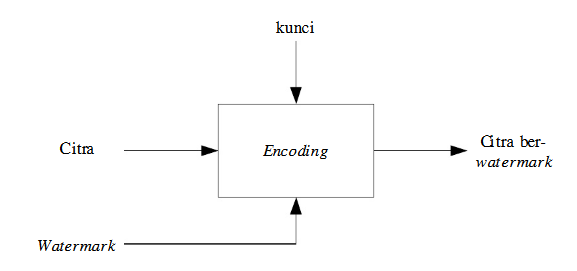 kunci
Citra
Encoding
Citra ber-
watermark
Watermark